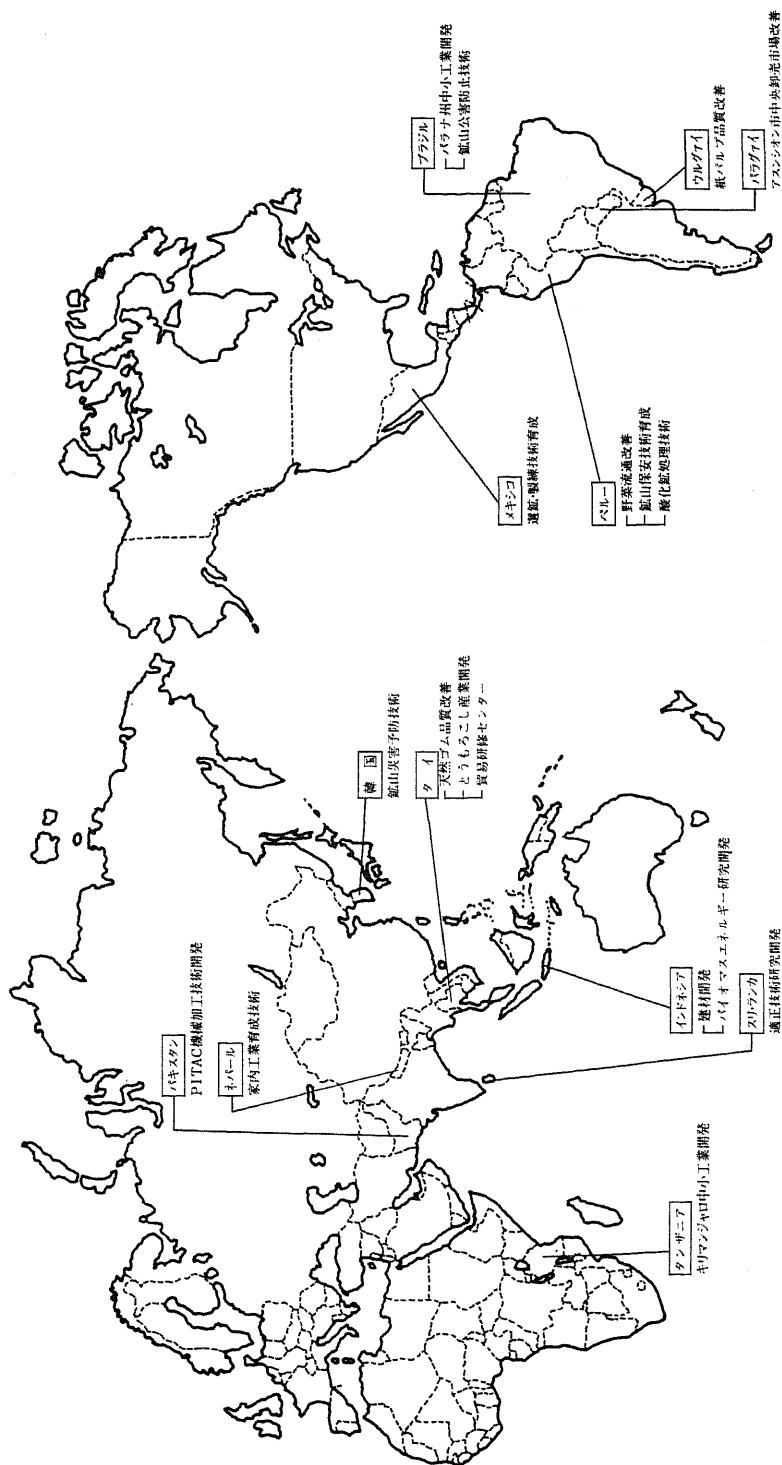 パキスタン
PITAC機械加工技術開発
ネパール
家内工業育成技術
韓国
鉱山災害予防技術
タイ
天然ゴム品質改善
とうもろこし産業開発
貿易研修センター
インドネシア
建材開発
バイオマスエネルギー研究開発
スリ・ランカ
適正技術研究開発
タンザニア
キリマンジャロ中小工業開発
メキシコ
選鉱・製練技術育成
ペルー
野菜流通改善
鉱山保安技術育成
酸化鉱処理技術
ブラジル
パラナ州中小工業開発
鉱山公害防止技術
ウルグァイ
紙パルプ品質改善
パラグァイ
アスンシオン市中央卸売市場改善